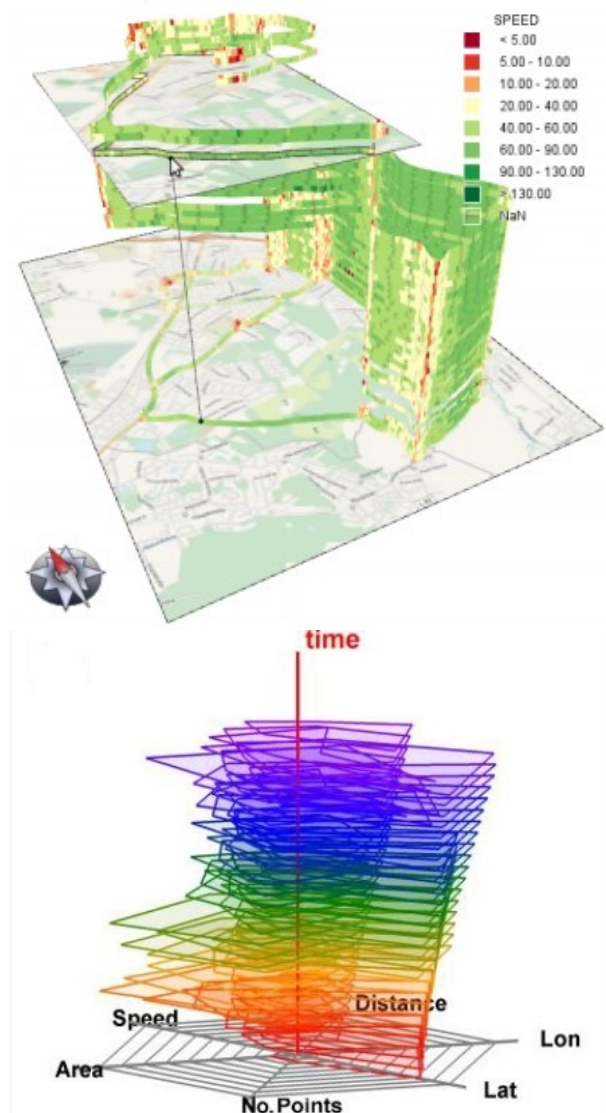 SPEED
< 5.00
5.00 - 10.00
10.00 - 20.00
20.00 - 40.00
40.00 - 60.00
60.00 - 90.00
90.00 - 130.00
> 130.00
NaN
time
Distance
Speed
Lon
Area
Lat
No. Points